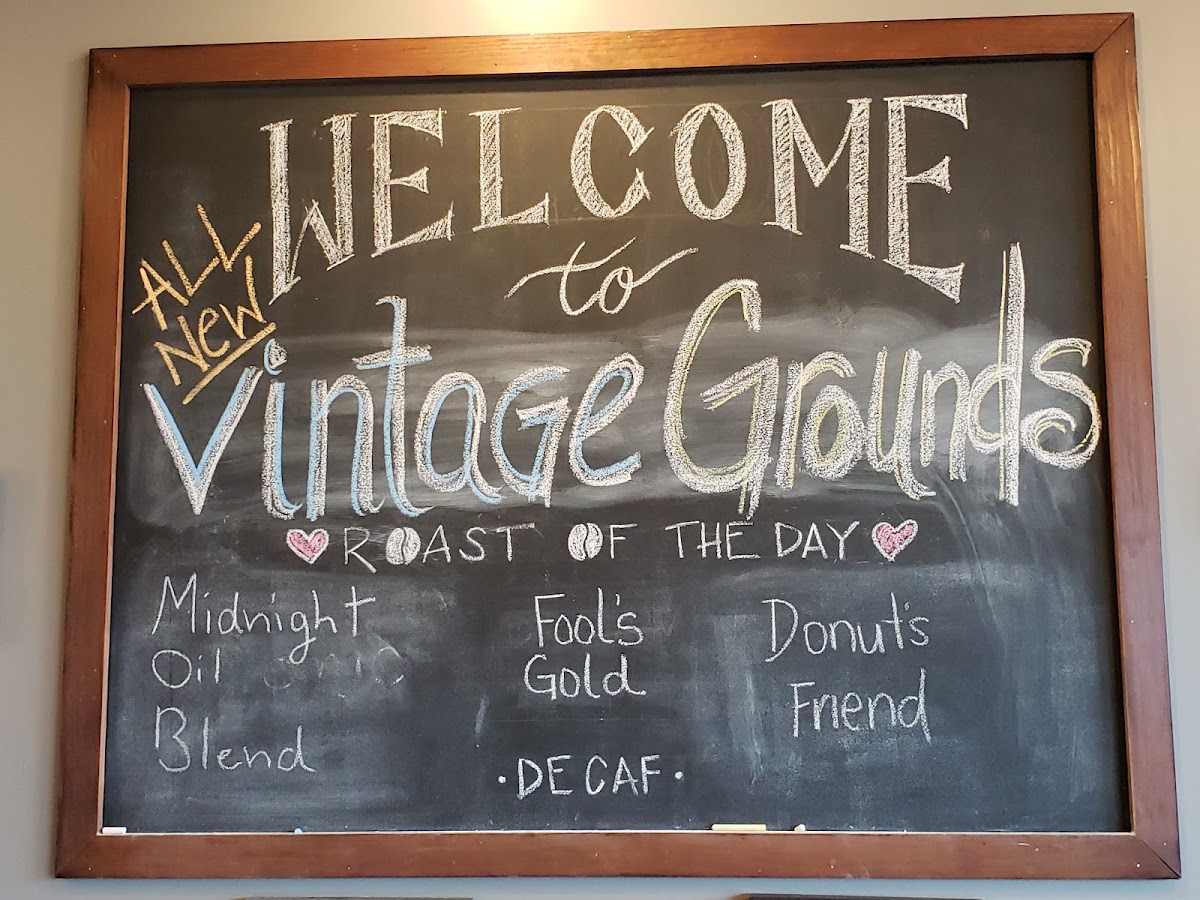 WELCOME
to
ALL
NEW
Vintage Grounds
ROAST OF THE DAY
Midnight
Oil
Blend
Fool's
Gold
Donut's
Friend
·DECAF·